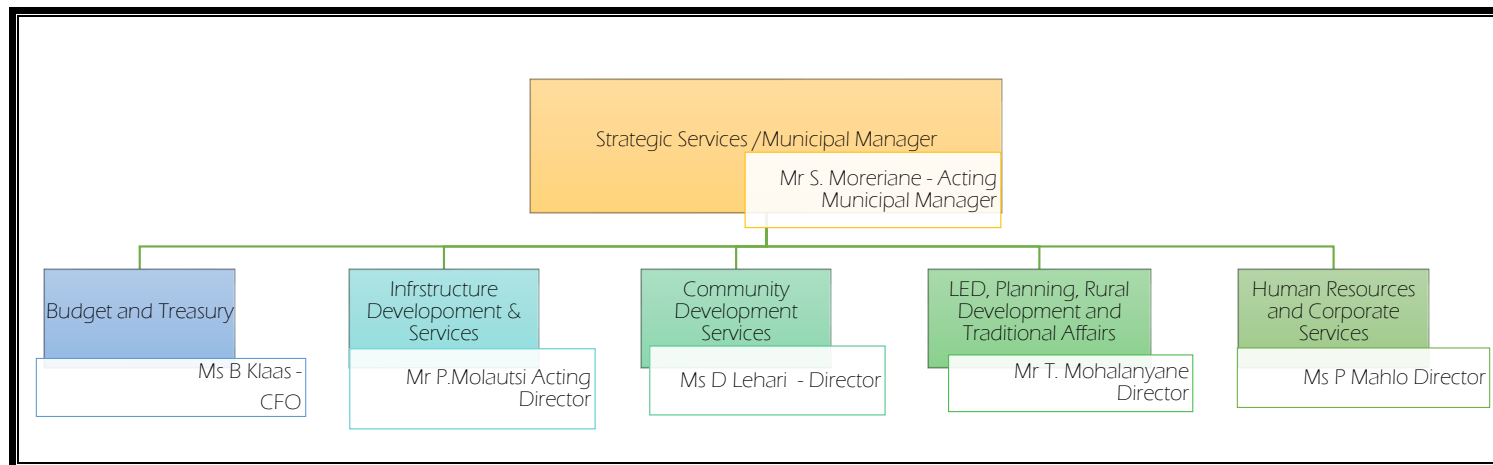 Strategic Services /Municipal Manager
Mr S. Moreriane - Acting
Municipal Manager
Budget and Treasury
Ms B Klaas -
CFO
Infrstructure
Developoment &
Services
Mr P.Molautsi Acting
Director
Community
Development
Services
Ms D Lehari - Director
LED, Planning, Rural
Development and
Traditional Affairs
Mr T. Mohalanyane
Director
Human Resources
and Corporate
Services
Ms P Mahlo Director